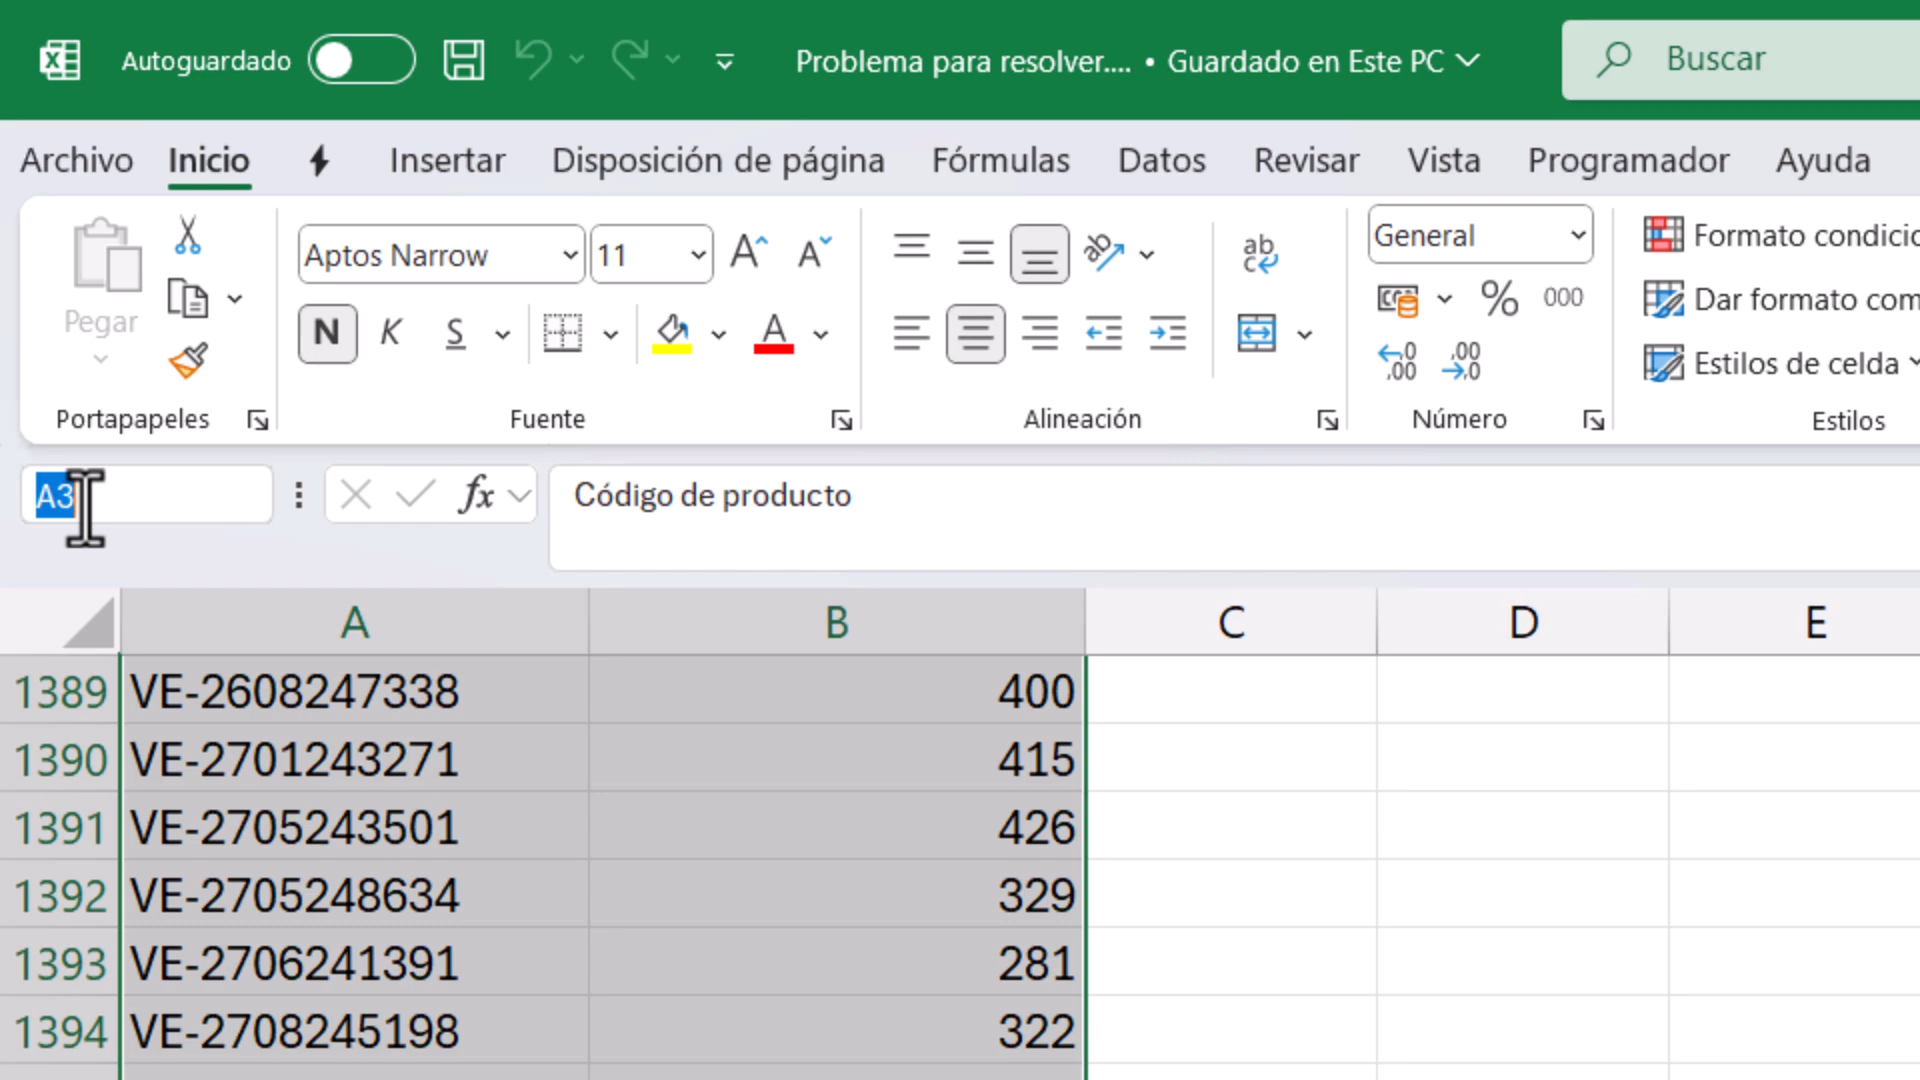 Autoguardado
Problema para resolver.... • Guardado en Este PC
Buscar
Archivo Inicio Insertar Disposición de página Fórmulas Datos Revisar Vista Programador Ayuda
Pegar
Portapapeles
Aptos Narrow 11
N K S
Fuente
Alineación
General
% 000
Número
Formato condicio
Dar formato com
Estilos de celda
Estilos
A3 fx Código de producto
A B C D E
1389 VE-2608247338 400
1390 VE-2701243271 415
1391 VE-2705243501 426
1392 VE-2705248634 329
1393 VE-2706241391 281
1394 VE-2708245198 322